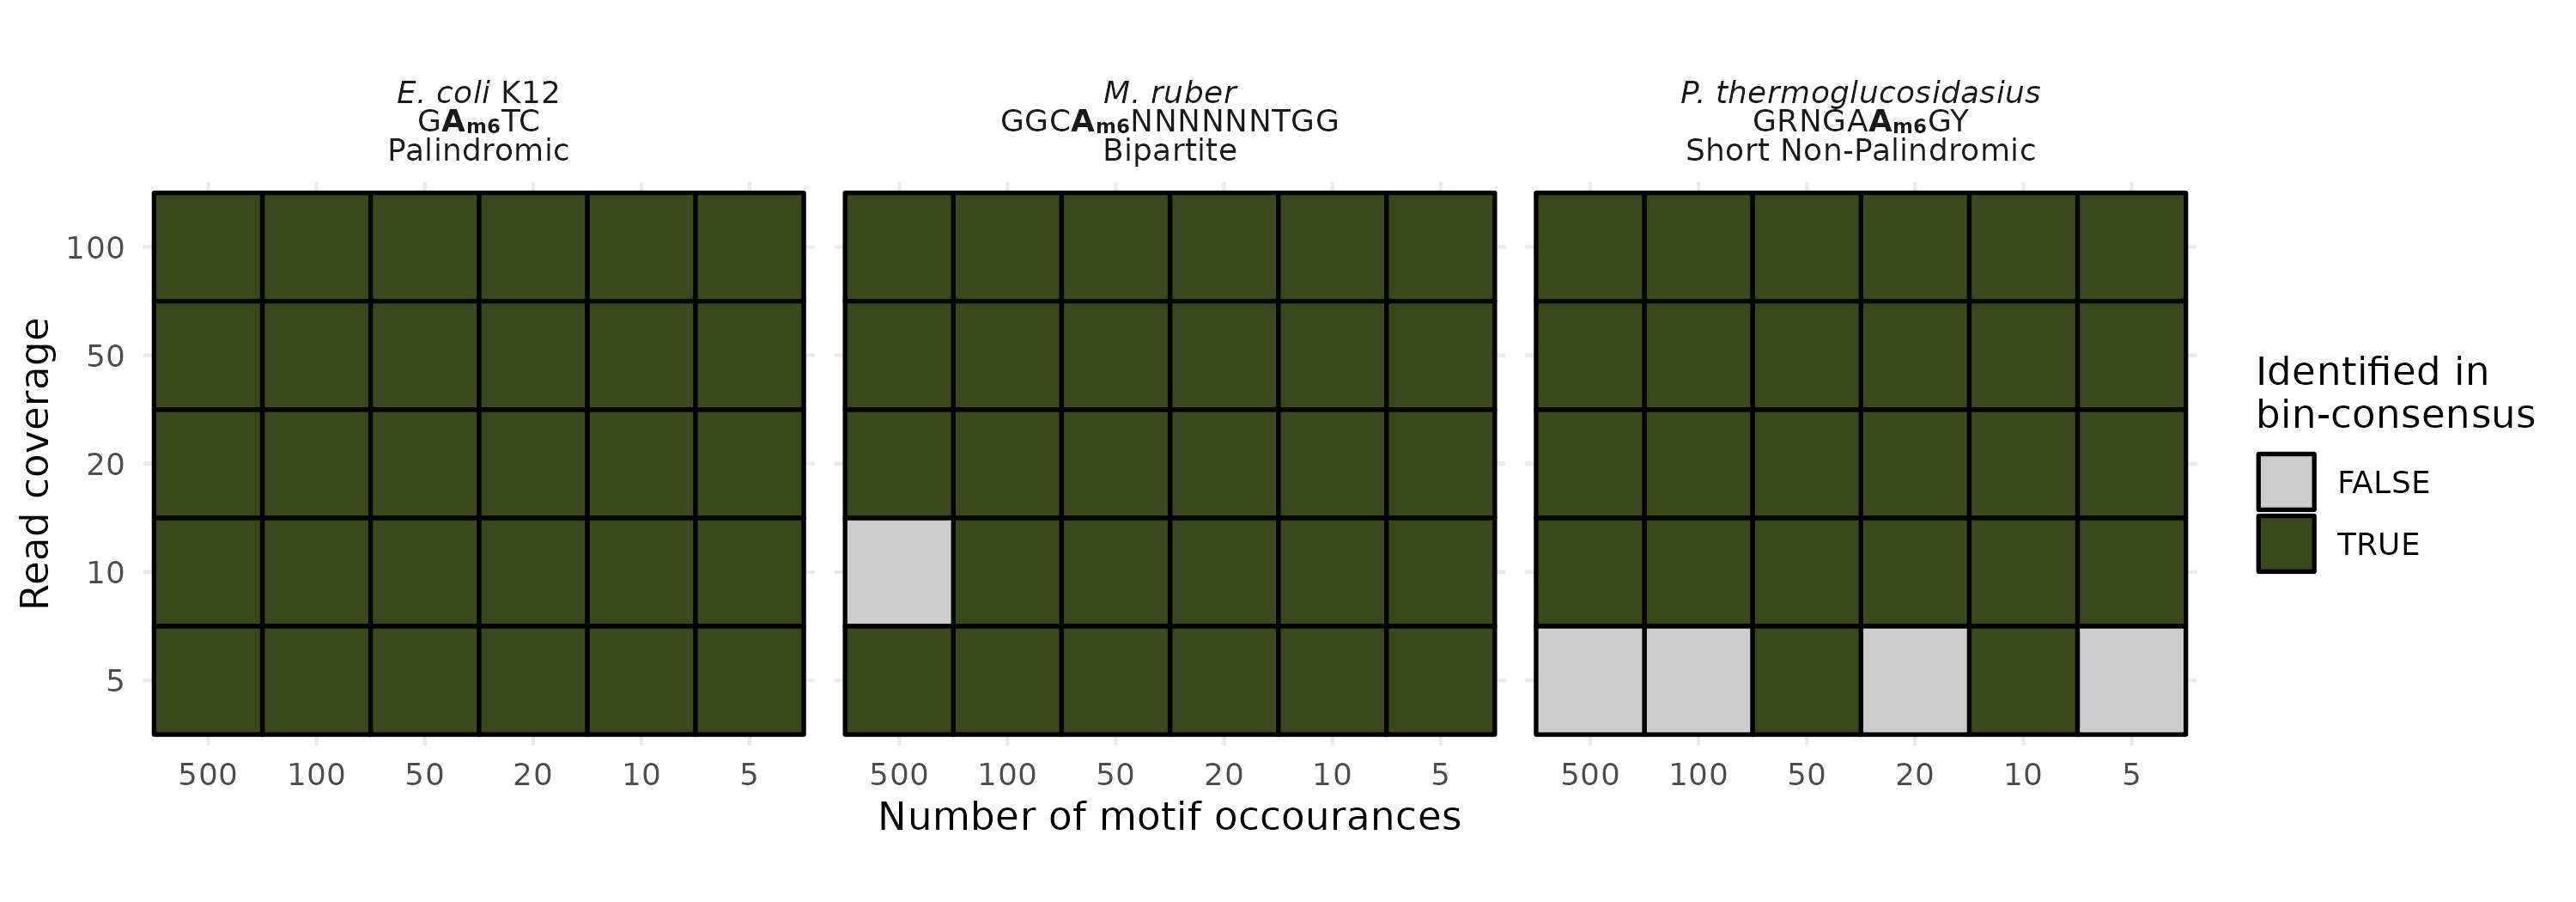 E. coli K12
GAm6TC
Palindromic
M. ruber
GGCAm6NNNNNNTGG
Bipartite
P. thermoglucosidasius
GRNGAAm6GY
Short Non-Palindromic
Read coverage
100
50
20
10
5
500 100 50 20 10 5
500 100 50 20 10 5
500 100 50 20 10 5
Number of motif occourances
Identified in
bin-consensus
FALSE
TRUE